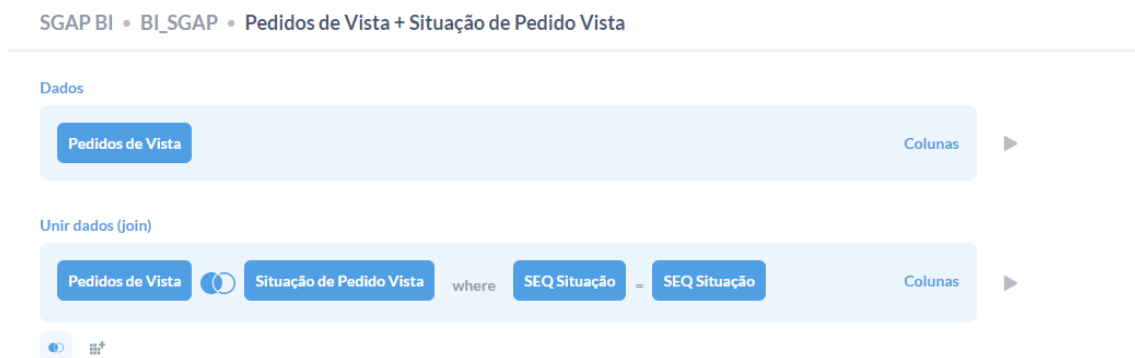 SGAP BI • BI_SGAP • Pedidos de Vista + Situação de Pedido Vista
Dados
Pedidos de Vista Colunas
Unir dados (join)
Pedidos de Vista Situação de Pedido Vista where SEQ Situação = SEQ Situação Colunas